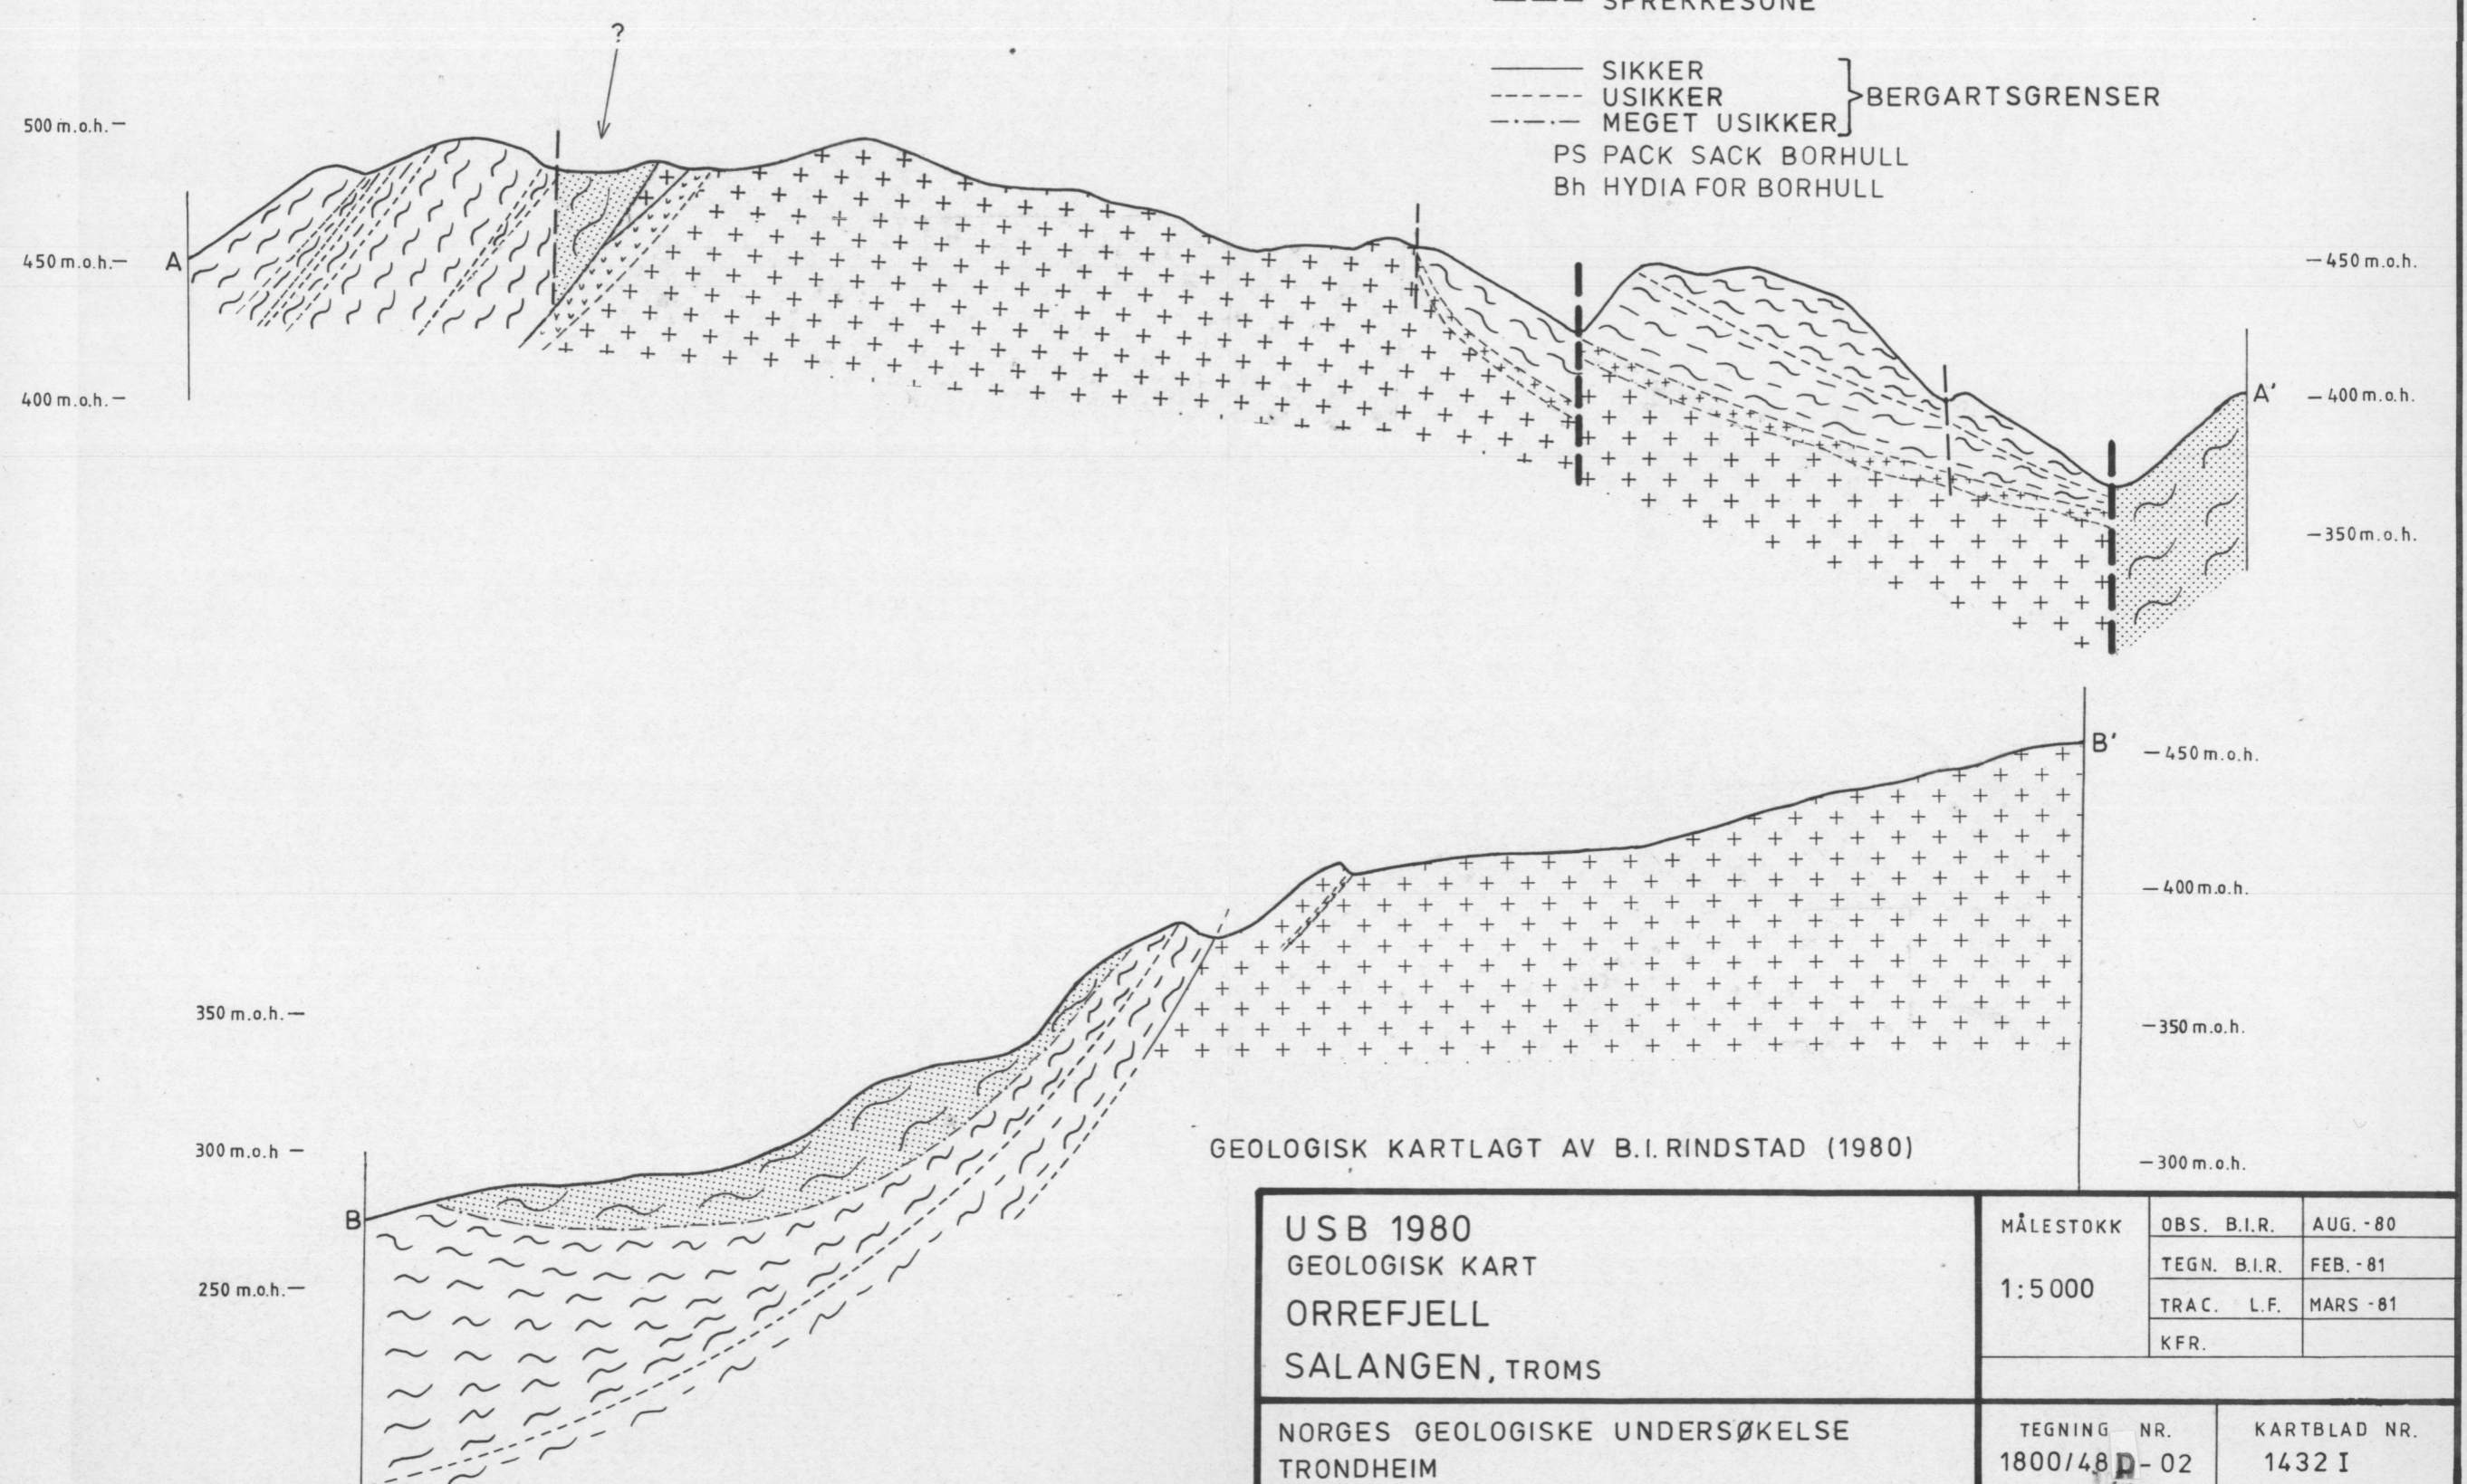 SPREKKESONE
?
SIKKER
USIKKER
MEGET USIKKER
BERGARTSGRENSER
PS PACK SACK BORHULL
Bh HYDIA FOR BORHULL
500 m.o.h.
450 m.o.h.
A
400 m.o.h.
450 m.o.h.
A'
400 m.o.h.
350 m.o.h.
B'
450 m.o.h.
400 m.o.h.
350 m.o.h.
300 m.o.h.
350 m.o.h.
300 m.o.h
B
250 m.o.h.
GEOLOGISK KARTLAGT AV B.I. RINDSTAD (1980)
USB 1980
GEOLOGISK KART
ORREFJELL
SALANGEN, TROMS
MÅLESTOKK
1:5000
OBS. B.I.R. AUG. -80
TEGN. B.I.R. FEB. -81
TRAC. L.F. MARS -81
KFR.
NORGES GEOLOGISKE UNDERSØKELSE
TRONDHEIM
TEGNING NR.
1800/48 D - 02
KARTBLAD NR.
1432 I